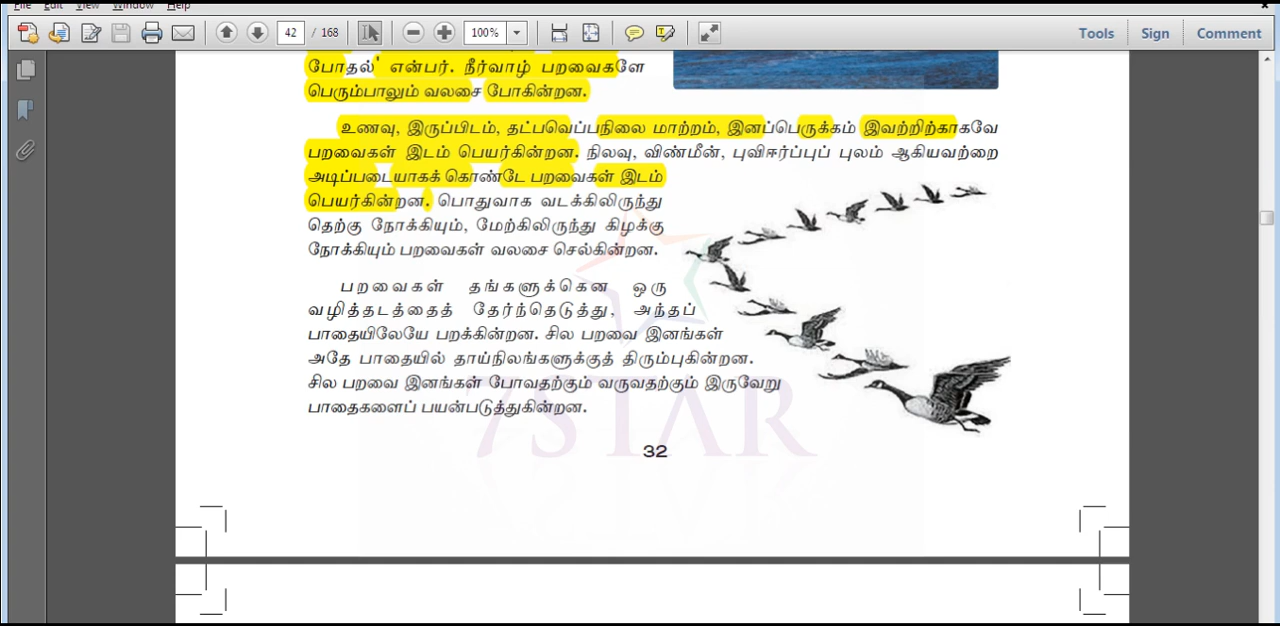 File Edit View Window Help
42 / 168 100% Tools Sign Comment
போதல்' என்பர். நீர்வாழ் பறவைகளே
பெரும்பாலும் வலசை போகின்றன.
உணவு, இருப்பிடம், தட்பவெப்பநிலை மாற்றம், இனப்பெருக்கம் இவற்றிற்காகவே
பறவைகள் இடம் பெயர்கின்றன. நிலவு, விண்மீன், புவிஈர்ப்புப் புலம் ஆகியவற்றை
அடிப்படையாகக் கொண்டே பறவைகள் இடம்
பெயர்கின்றன. பொதுவாக வடக்கிலிருந்து
தெற்கு நோக்கியும், மேற்கிலிருந்து கிழக்கு
நோக்கியும் பறவைகள் வலசை செல்கின்றன.
பறவைகள் தங்களுக்கென ஒரு
வழித்தடத்தைத் தேர்ந்தெடுத்து, அந்தப்
பாதையிலேயே பறக்கின்றன. சில பறவை இனங்கள்
அதே பாதையில் தாய்நிலங்களுக்குத் திரும்புகின்றன.
சில பறவை இனங்கள் போவதற்கும் வருவதற்கும் இருவேறு
பாதைகளைப் பயன்படுத்துகின்றன.
7STAR
32